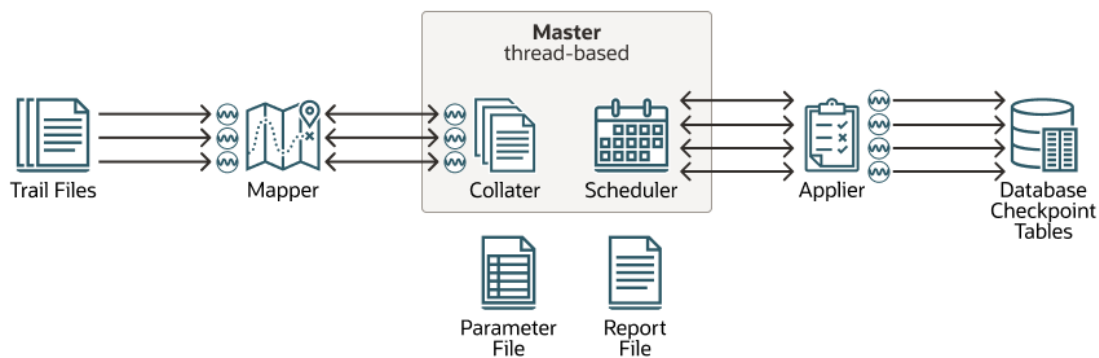 Master
thread-based
Trail Files
Mapper
Collater
Scheduler
Applier
Database
Checkpoint
Tables
Parameter
File
Report
File